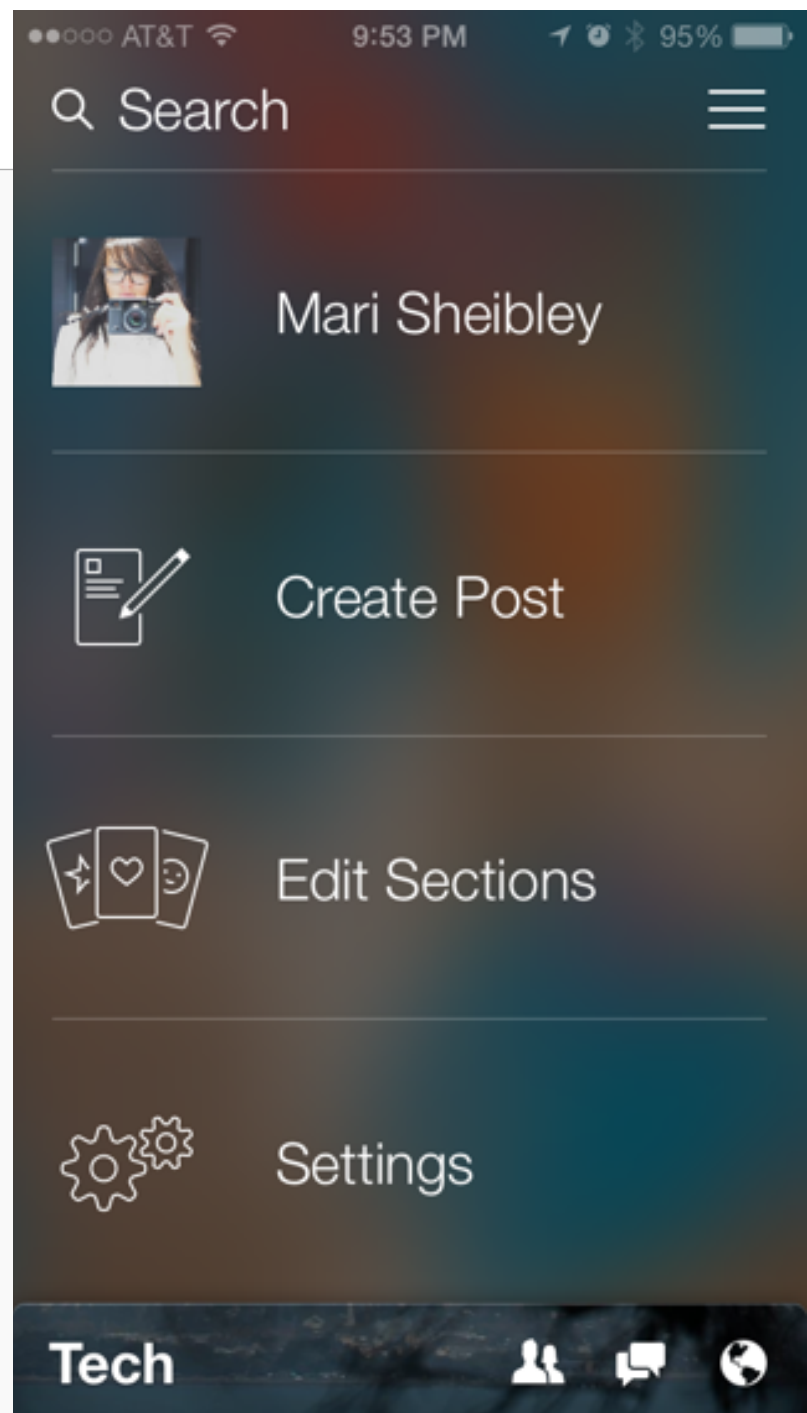 AT&T 9:53 PM 95%
Search
Mari Sheibley
Create Post
Edit Sections
Settings
Tech